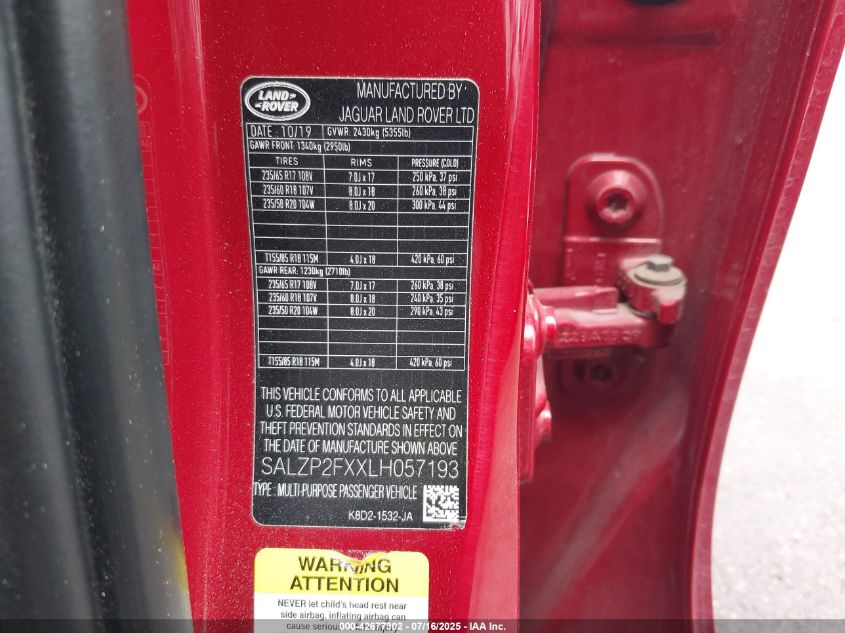 LAND
ROVER
MANUFACTURED BY
JAGUAR LAND ROVER LTD
DATE : 10/19 GVWR: 2430kg (5355lb)
GAWR FRONT: 1340kg (2950lb)
TIRES RIMS PRESSURE (COLD)
235/65 R17 108V 7.0J x 17 250 kPa, 37 psi
235/60 R18 107V 8.0J x 18 260 kPa, 38 psi
235/50 R20 104W 8.0J x 20 300 kPa, 44 psi
T155/85 R18 115M 4.0J x 18 420 kPa, 60 psi
GAWR REAR: 1230kg (2710lb)
235/65 R17 108V 7.0J x 17 260 kPa, 38 psi
235/60 R18 107V 8.0J x 18 240 kPa, 35 psi
235/50 R20 104W 8.0J x 20 290 kPa, 43 psi
T155/85 R18 115M 4.0J x 18 420 kPa, 60 psi
THIS VEHICLE CONFORMS TO ALL APPLICABLE
U.S. FEDERAL MOTOR VEHICLE SAFETY AND
THEFT PREVENTION STANDARDS IN EFFECT ON
THE DATE OF MANUFACTURE SHOWN ABOVE
SALZP2FXXLH057193
TYPE : MULTI-PURPOSE PASSENGER VEHICLE
K8D2-1532-JA
WARNING
ATTENTION
NEVER let child's head rest near
side airbag, inflating airbag can
cause serious
000-42677302 - 07/16/2025 - IAA Inc.